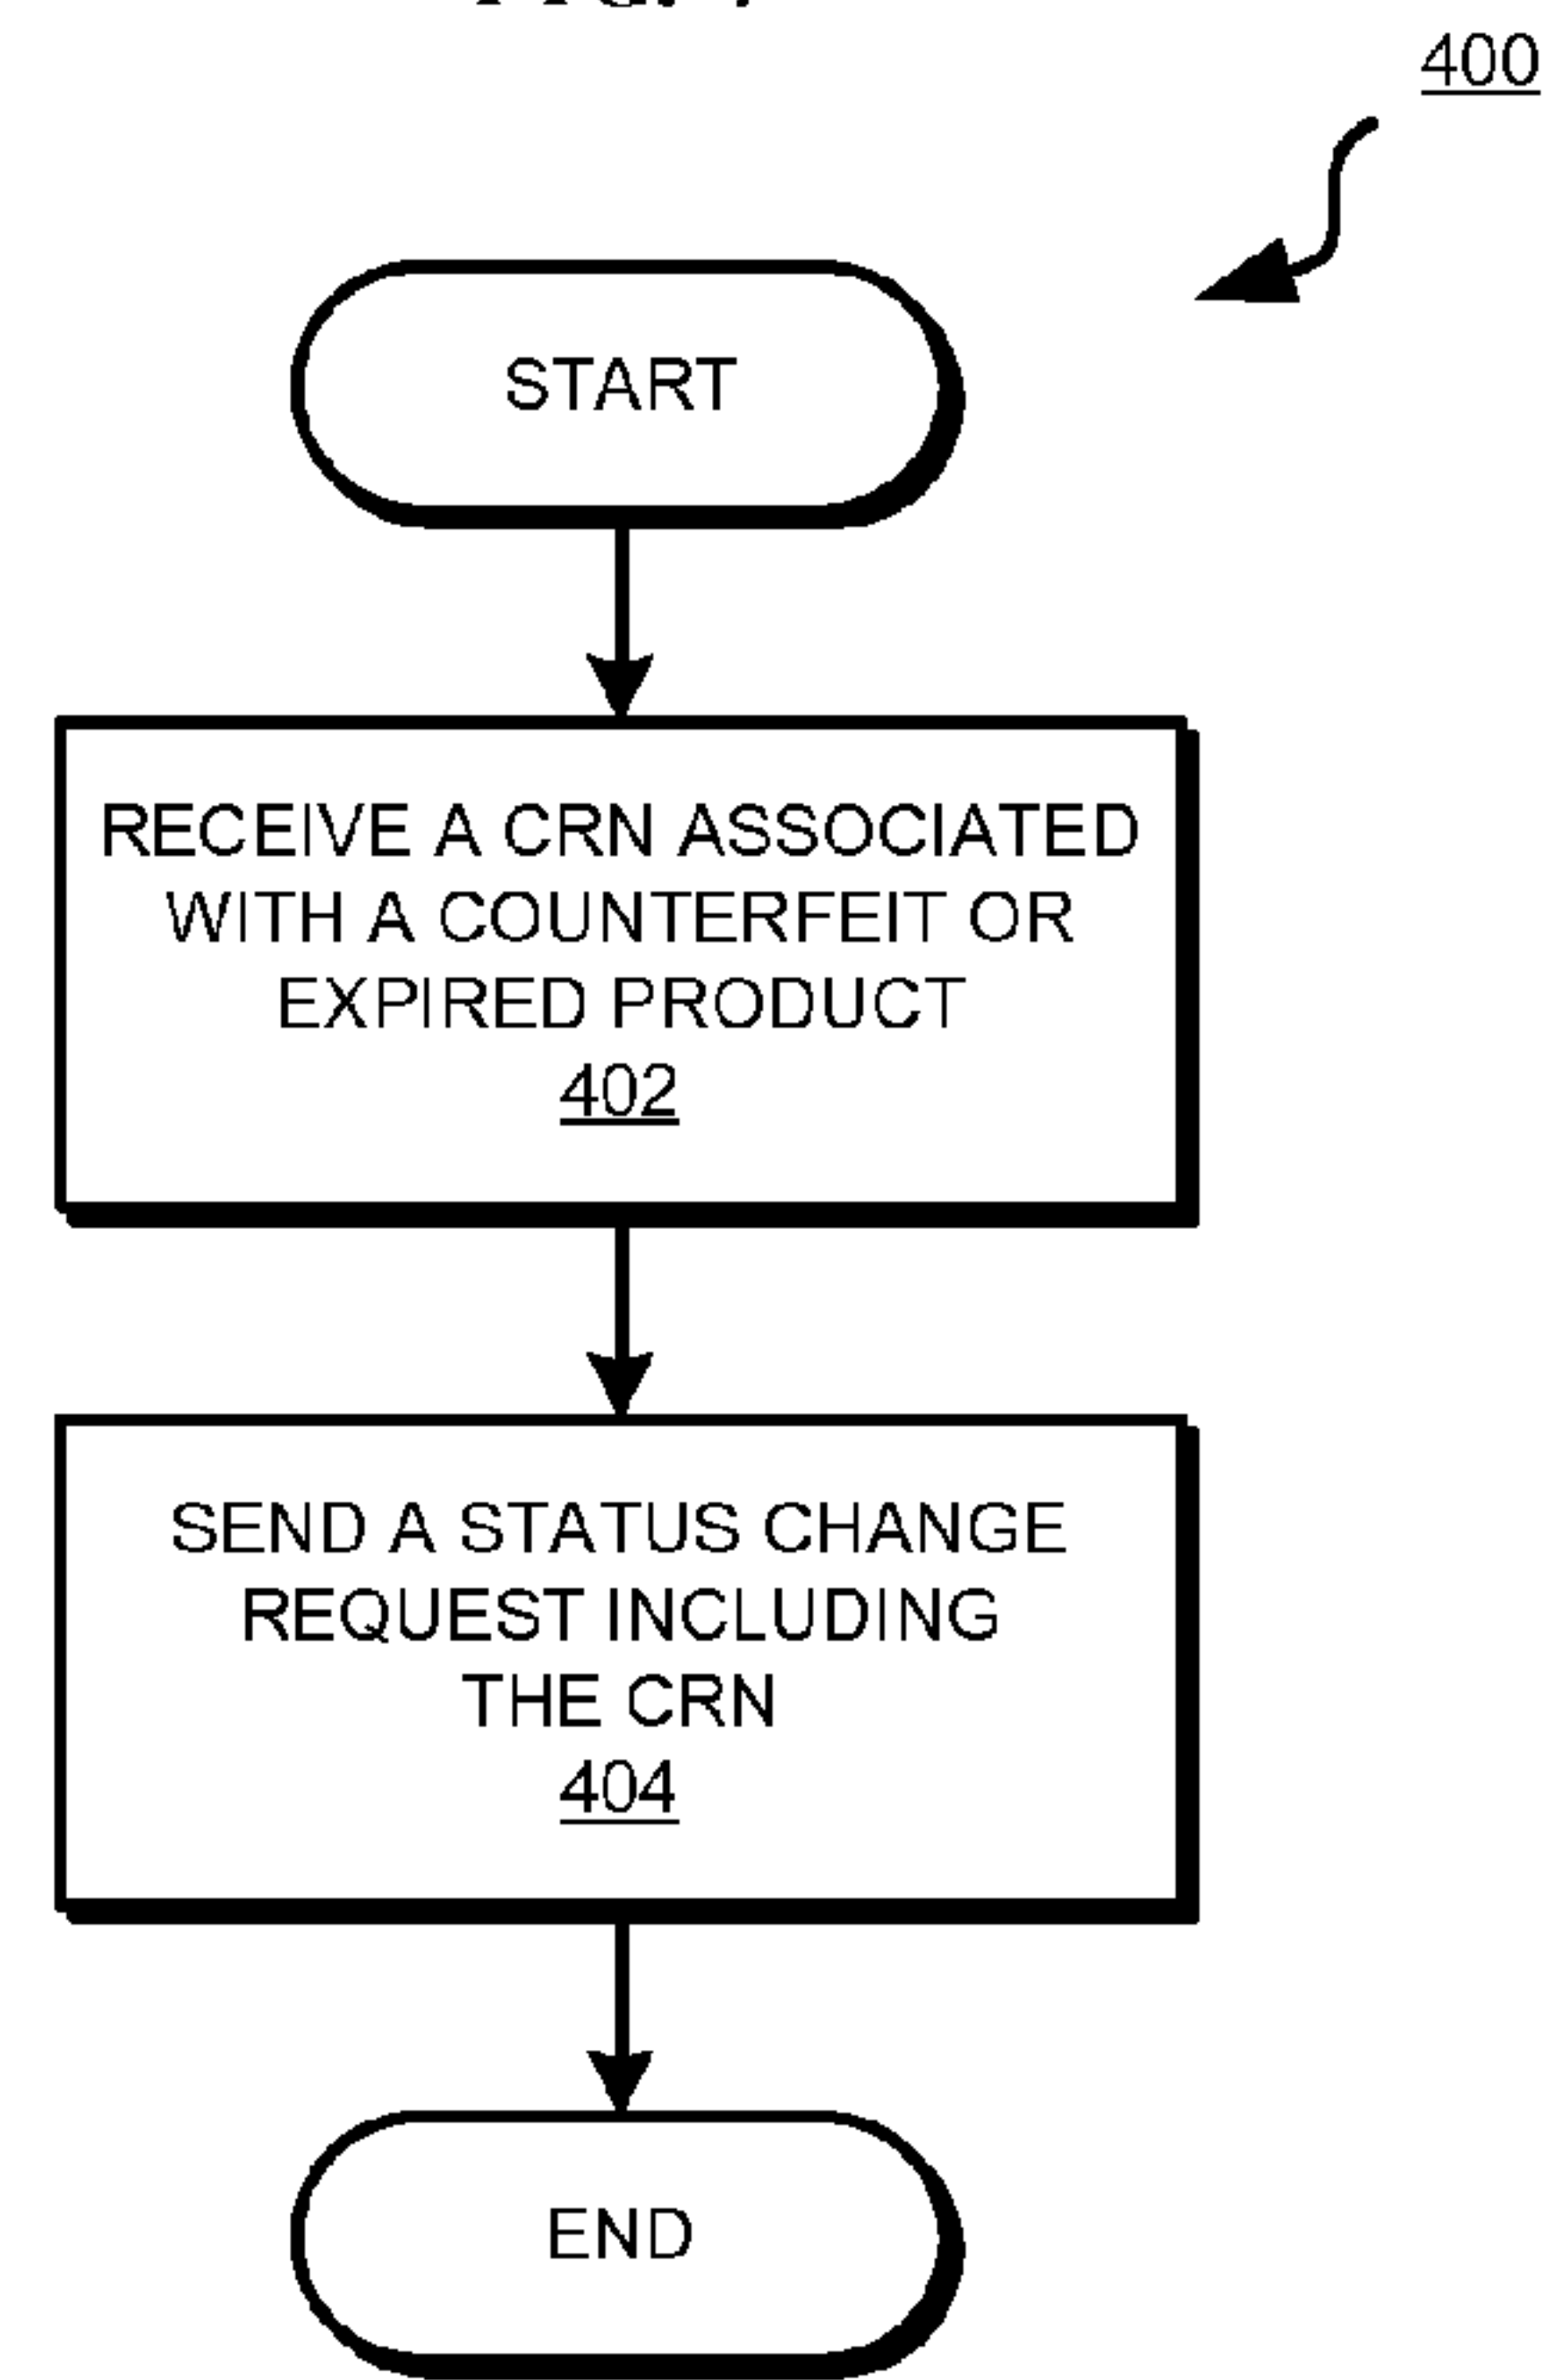 400
START
RECEIVE A CRN ASSOCIATED
WITH A COUNTERFEIT OR
EXPIRED PRODUCT
402
SEND A STATUS CHANGE
REQUEST INCLUDING
THE CRN
404
END